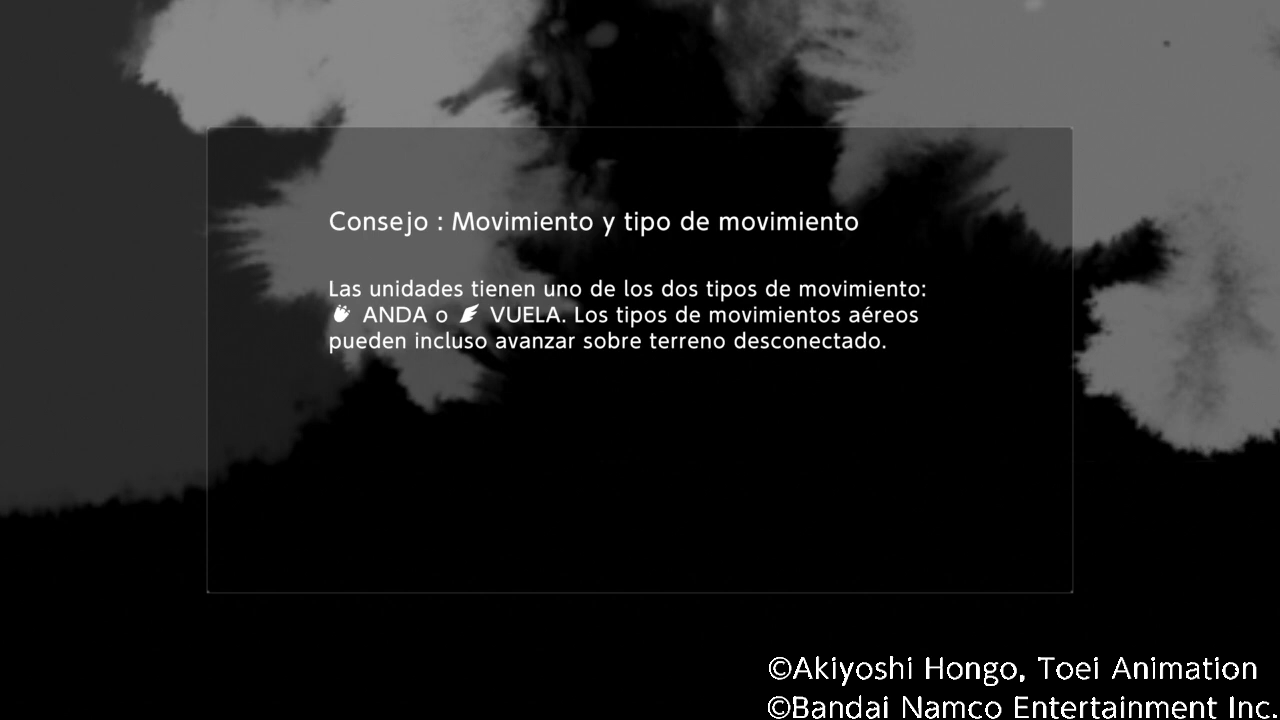 Consejo : Movimiento y tipo de movimiento
Las unidades tienen uno de los dos tipos de movimiento:
ANDA o VUELA. Los tipos de movimientos aéreos
pueden incluso avanzar sobre terreno desconectado.
©Akiyoshi Hongo, Toei Animation
©Bandai Namco Entertainment Inc.